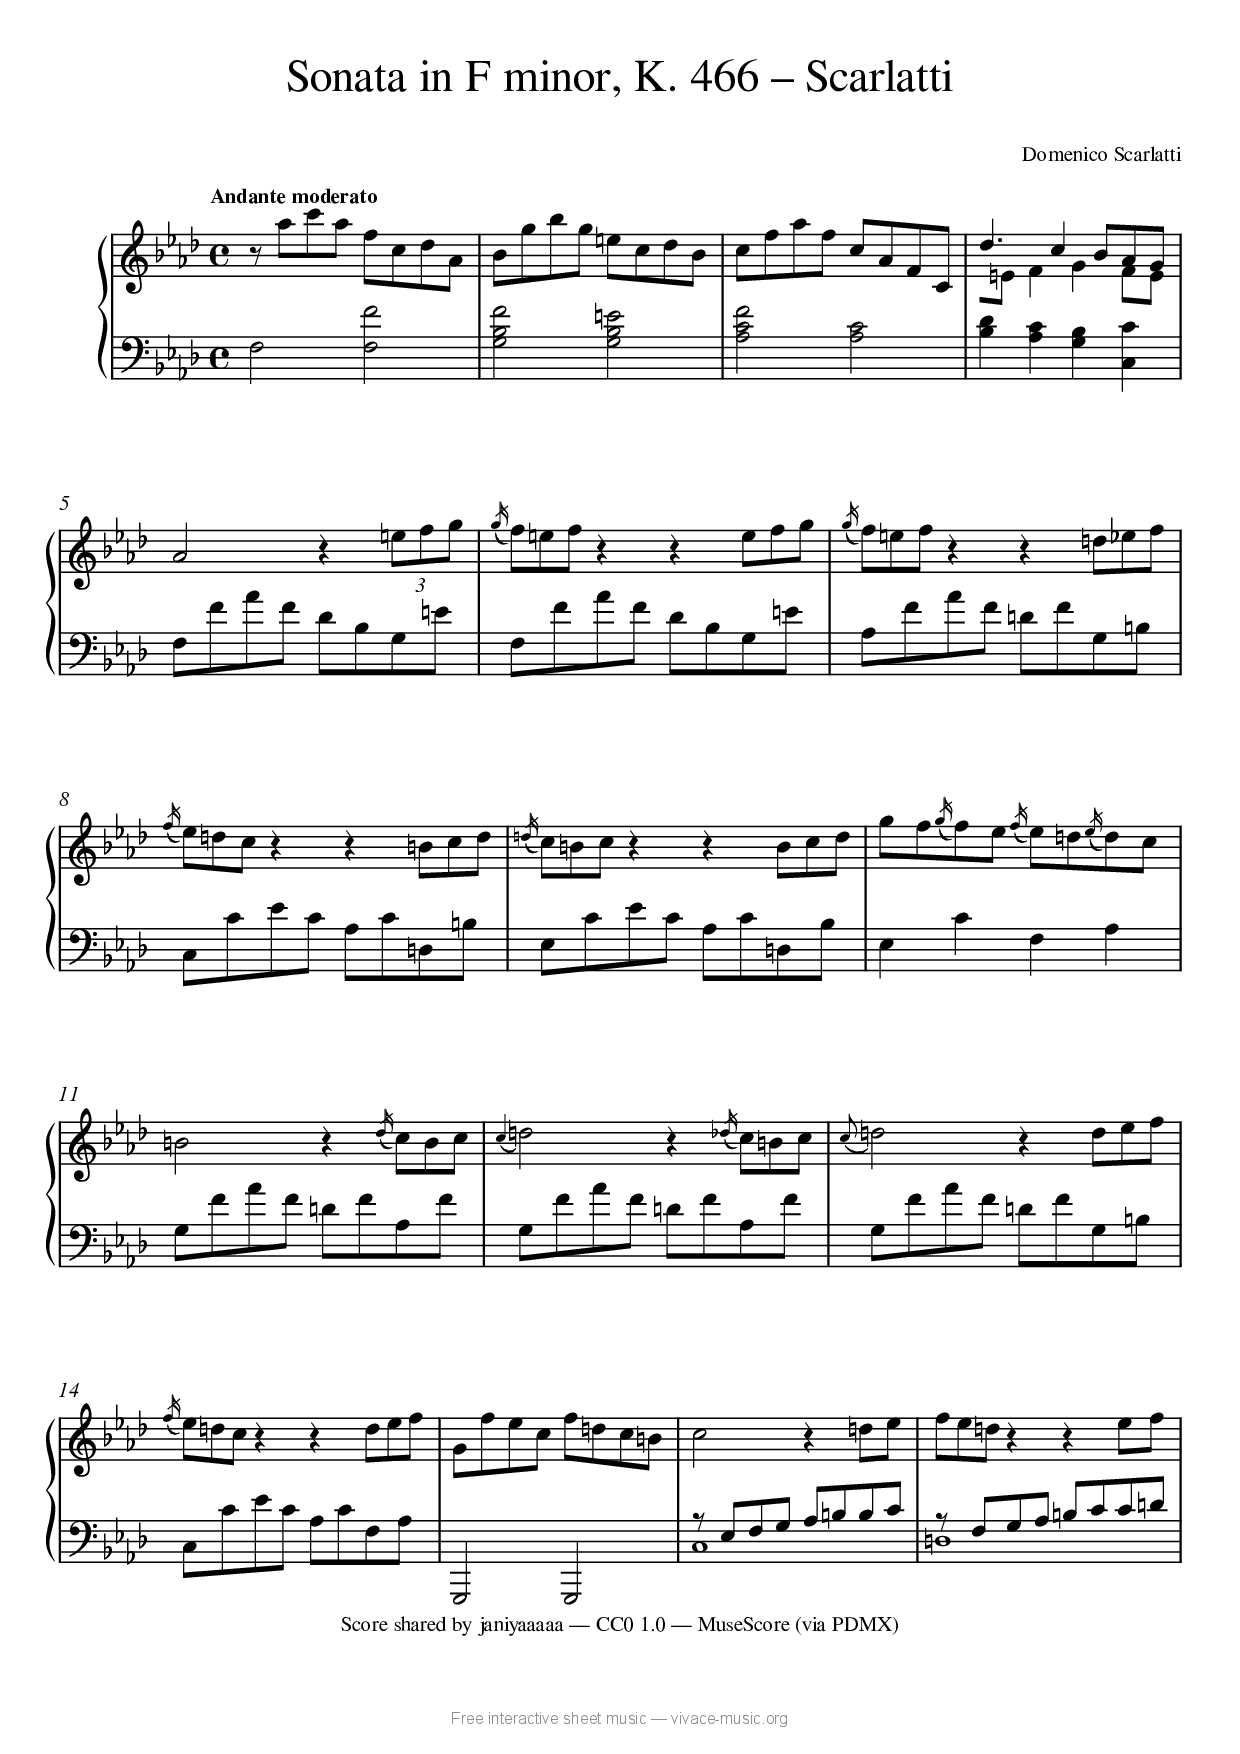 Sonata in F minor, K. 466 – Scarlatti
Domenico Scarlatti
Andante moderato
5
3
8
11
14
Score shared by janiyaaaaa — CC0 1.0 — MuseScore (via PDMX)
Free interactive sheet music — vivace-music.org